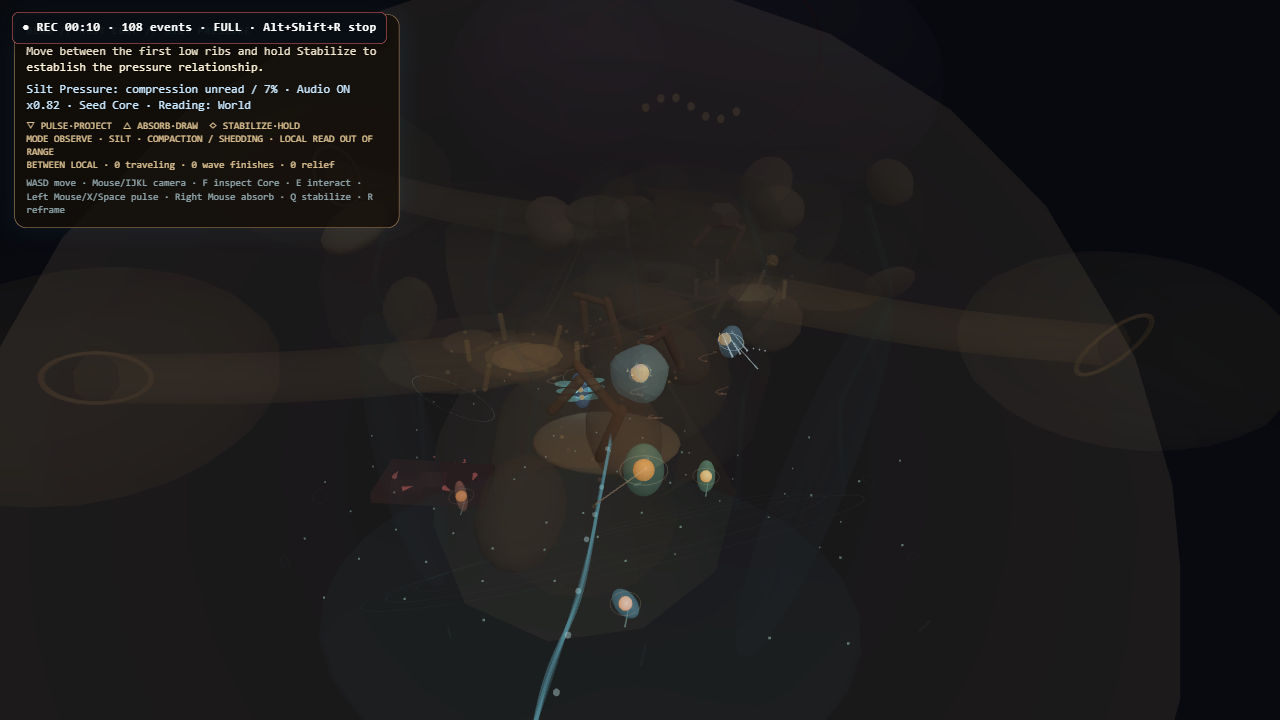 ● REC 00:10 · 108 events · FULL · Alt+Shift+R stop
Move between the first low ribs and hold Stabilize to
establish the pressure relationship.
Silt Pressure: compression unread / 7% · Audio ON
x0.82 · Seed Core · Reading: World
▽ PULSE·PROJECT △ ABSORB·DRAW ◇ STABILIZE·HOLD
MODE OBSERVE · SILT · COMPACTION / SHEDDING · LOCAL READ OUT OF
RANGE
BETWEEN LOCAL · 0 traveling · 0 wave finishes · 0 relief
WASD move · Mouse/IJKL camera · F inspect Core · E interact ·
Left Mouse/X/Space pulse · Right Mouse absorb · Q stabilize · R
reframe